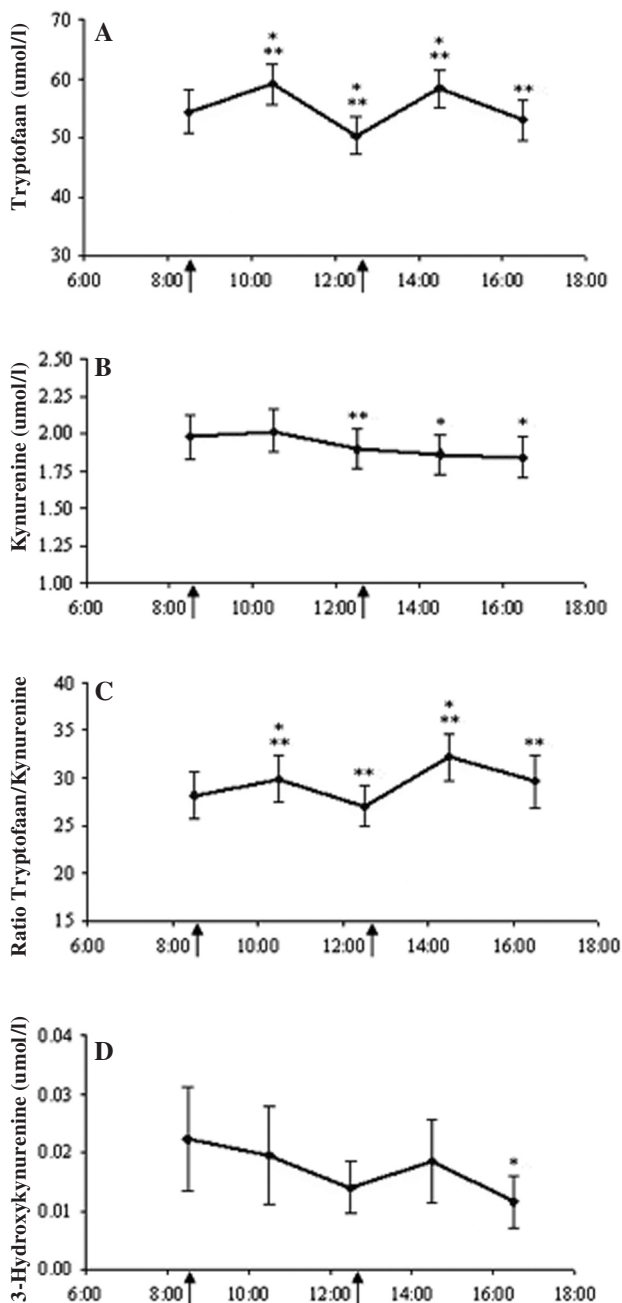 A
Tryptofaan (umol/l)
70
60
50
40
30
* * 
** ** ** **
6:00 8:00 10:00 12:00 14:00 16:00 18:00
B
Kynurenine (umol/l)
2.50
2.25
2.00
1.75
1.50
1.25
1.00
** * *
6:00 8:00 10:00 12:00 14:00 16:00 18:00
C
Ratio Tryptofaan/Kynurenine
40
35
30
25
20
15
* *
** ** ** **
6:00 8:00 10:00 12:00 14:00 16:00 18:00
D
3-Hydroxykynurenine (umol/l)
0.04
0.03
0.02
0.01
0.00
*
6:00 8:00 10:00 12:00 14:00 16:00 18:00